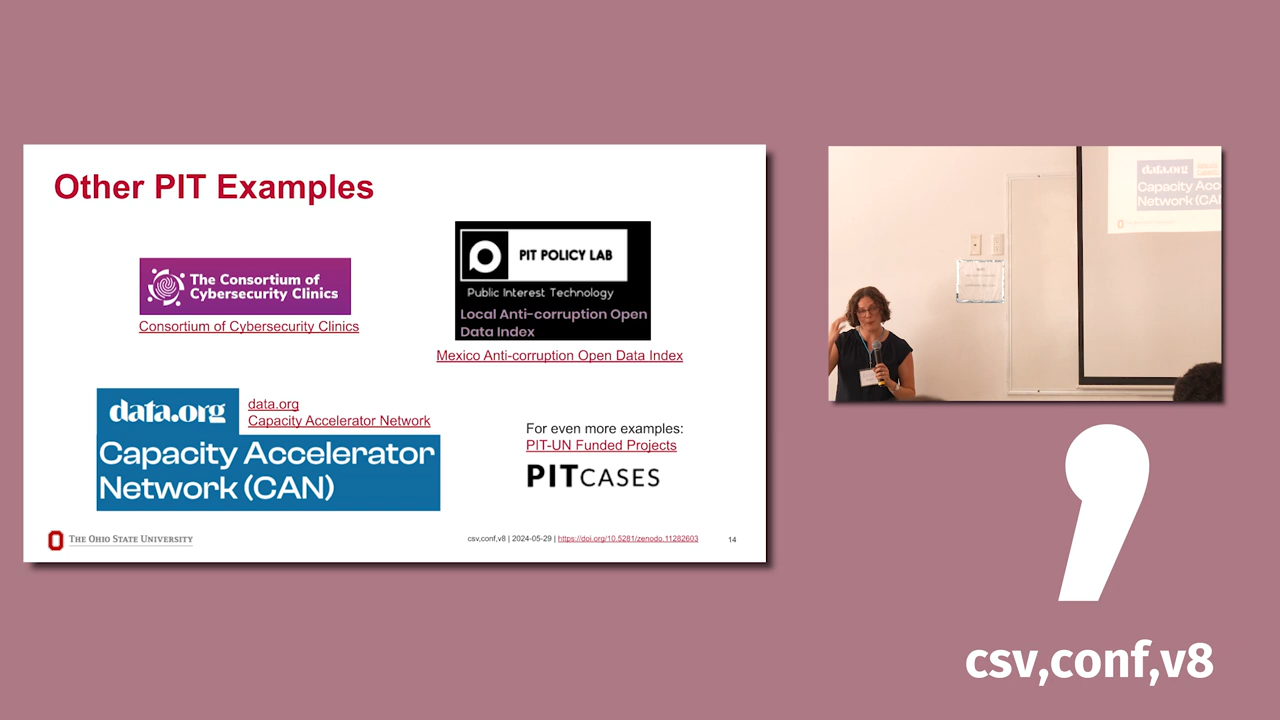 Other PIT Examples
The Consortium of
Cybersecurity Clinics
Consortium of Cybersecurity Clinics
PIT POLICY LAB
Public Interest Technology
Local Anti-corruption Open
Data Index
Mexico Anti-corruption Open Data Index
data.org
data.org
Capacity Accelerator Network
Capacity Accelerator
Network (CAN)
For even more examples:
PIT-UN Funded Projects
PITCASES
THE OHIO STATE UNIVERSITY
csv,conf,v8 | 2024-05-29 | https://doi.org/10.5281/zenodo.11282603
14
data.org
Capacity Acce
Network (CA
csv,conf,v8